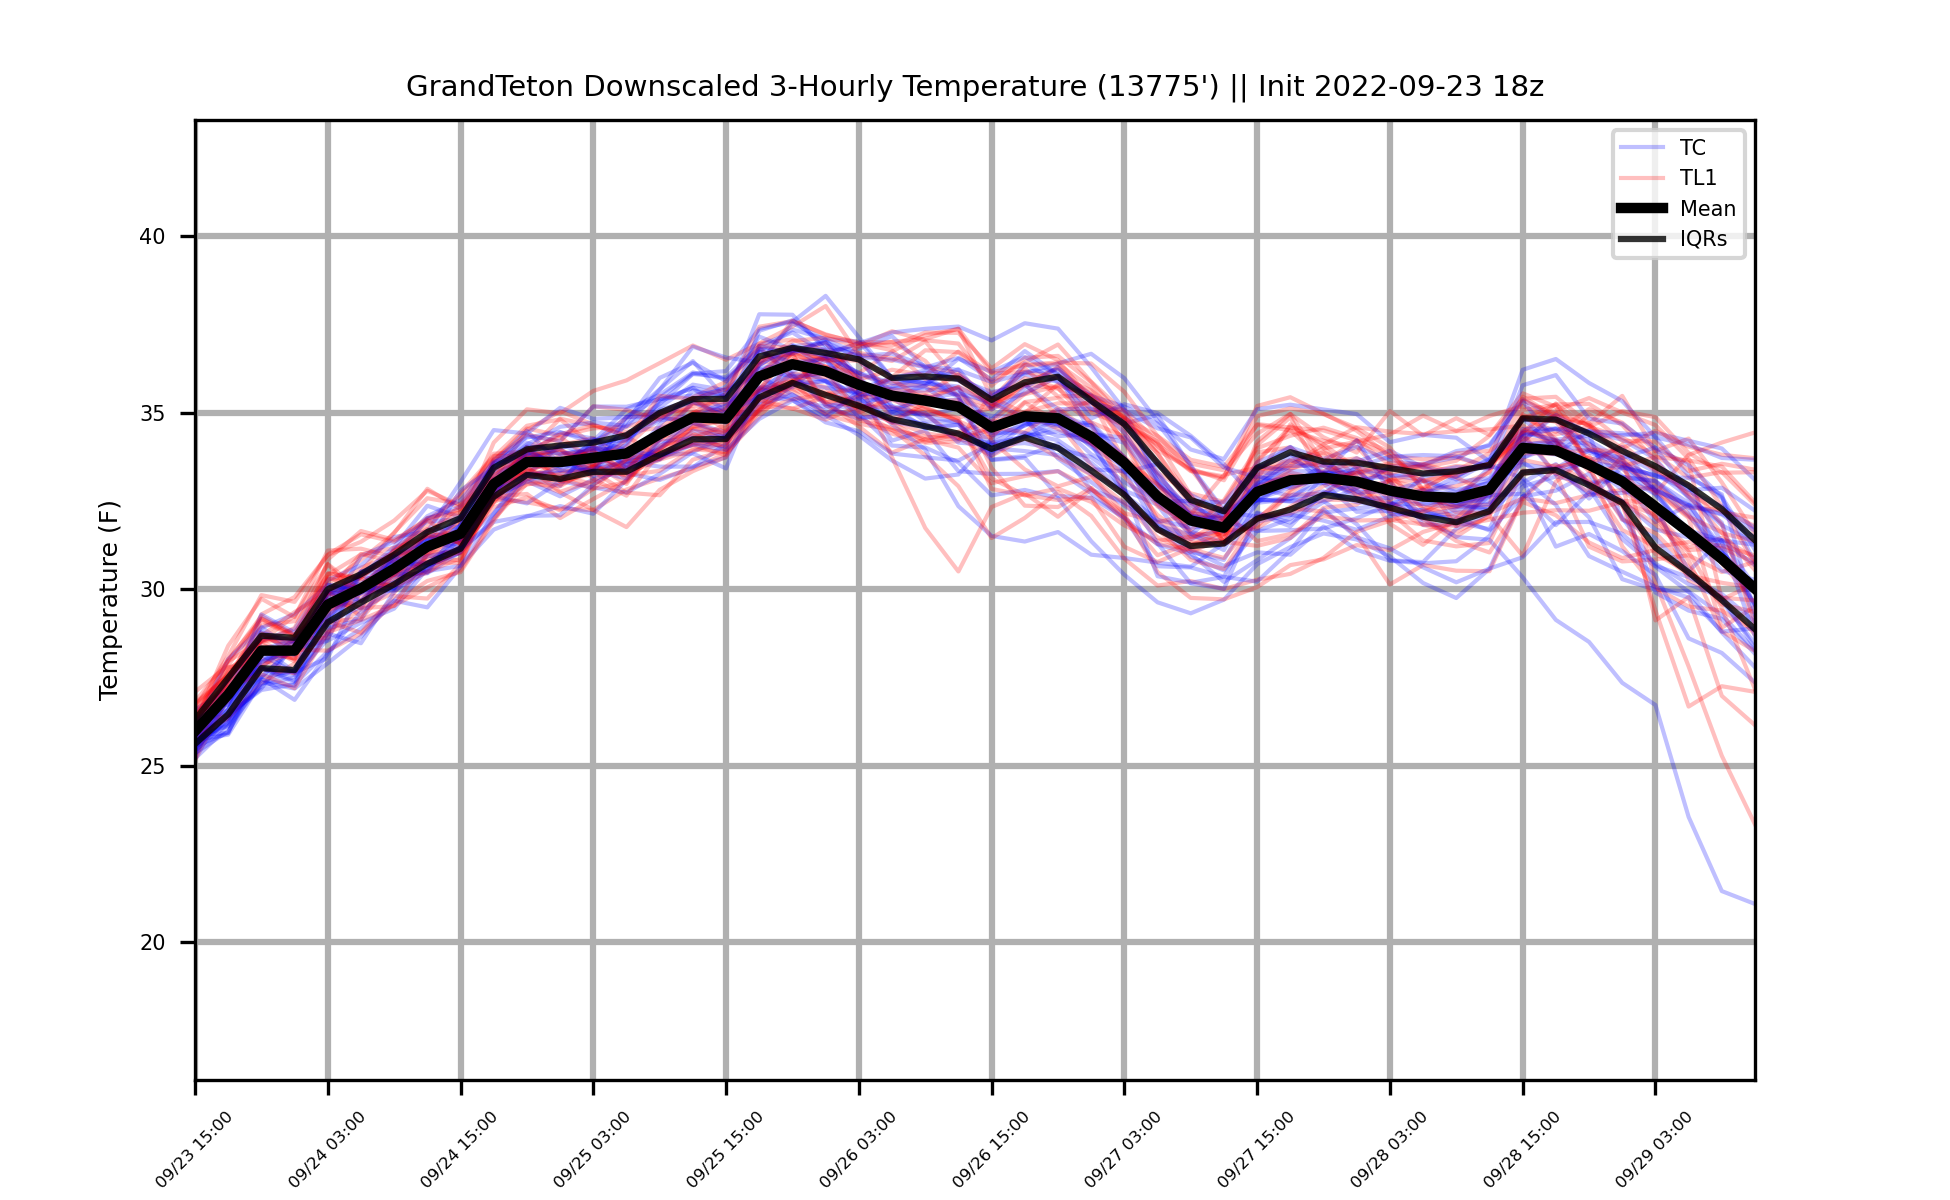 GrandTeton Downscaled 3-Hourly Temperature (13775') || Init 2022-09-23 18z
TC
TL1
Mean
IQRs
Temperature (F)
40
35
30
25
20
09/23 15:00
09/24 03:00
09/24 15:00
09/25 03:00
09/25 15:00
09/26 03:00
09/26 15:00
09/27 03:00
09/27 15:00
09/28 03:00
09/28 15:00
09/29 03:00